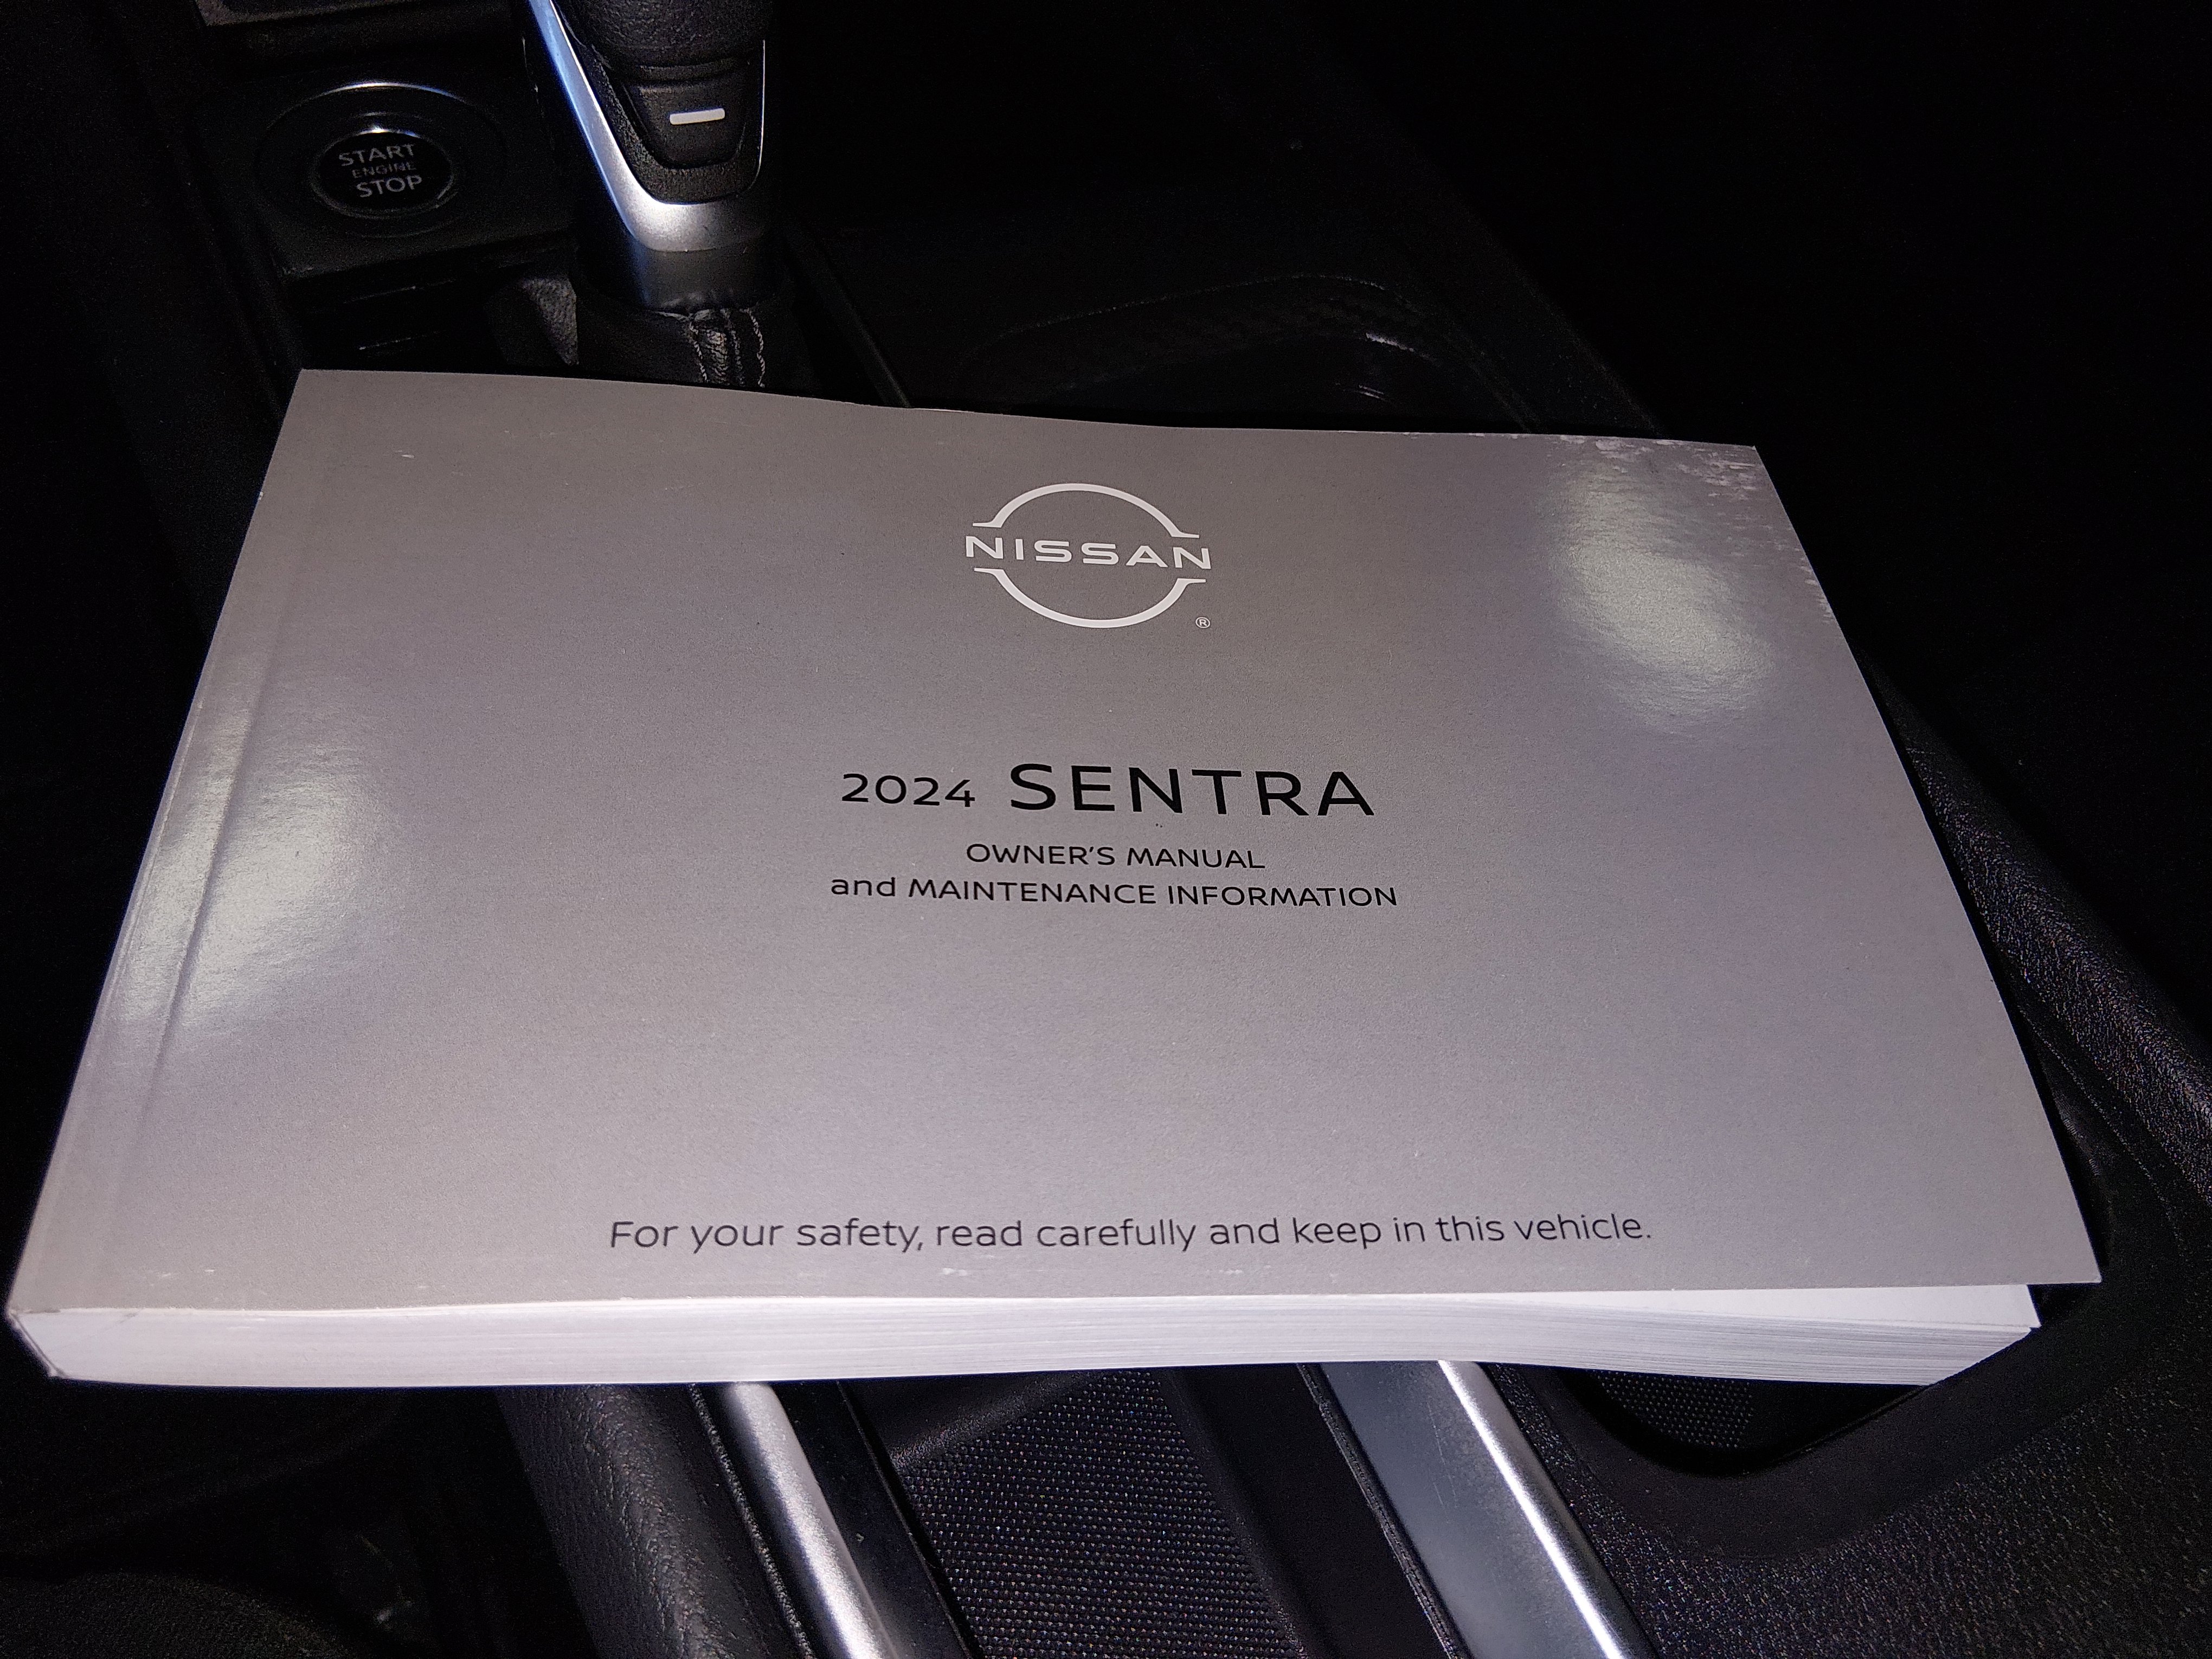 START
ENGINE
STOP
NISSAN
®
2024 SENTRA
OWNER'S MANUAL
and MAINTENANCE INFORMATION
For your safety, read carefully and keep in this vehicle.